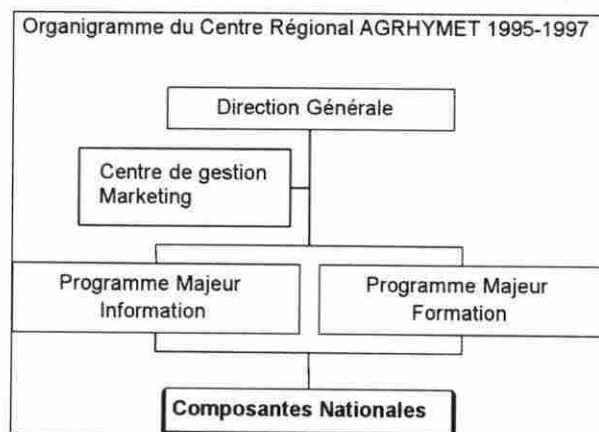 Organigramme du Centre Régional AGRHYMET 1995-1997
Direction Générale
Centre de gestion
Marketing
Programme Majeur
Information
Programme Majeur
Formation
Composantes Nationales